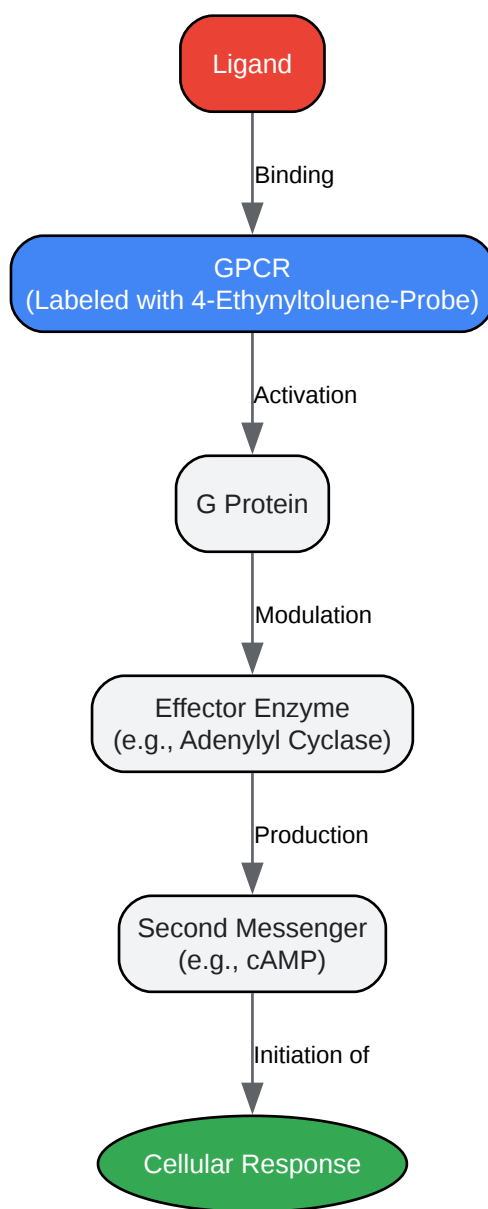 Ligand
Binding
GPCR
(Labeled with 4-Ethynyltoluene-Probe)
Activation
G Protein
Modulation
Effector Enzyme
(e.g., Adenylyl Cyclase)
Production
Second Messenger
(e.g., cAMP)
Initiation of
Cellular Response